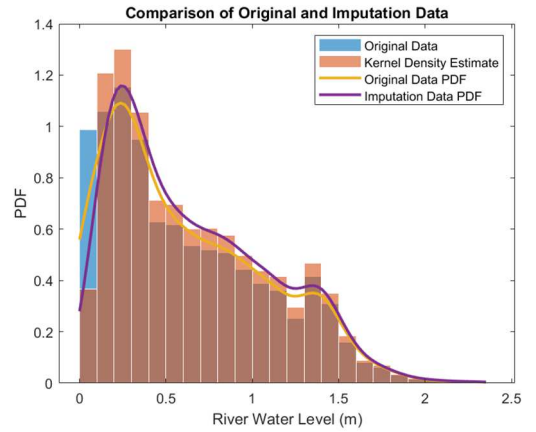 Comparison of Original and Imputation Data
1.4
1.2
1
0.8
0.6
0.4
0.2
0
PDF
Original Data
Kernel Density Estimate
Original Data PDF
Imputation Data PDF
0
0.5
1
1.5
2
2.5
River Water Level (m)